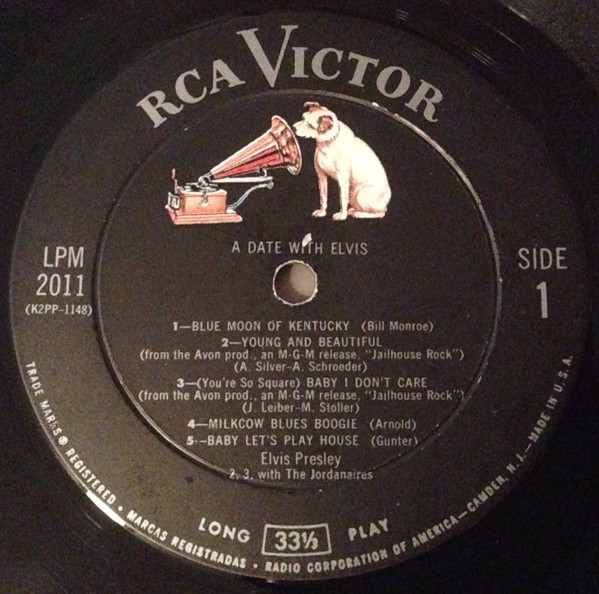 RCA VICTOR
A DATE WITH ELVIS
LPM
2011
(K2PP-1148)
SIDE
1
1—BLUE MOON OF KENTUCKY (Bill Monroe)
2—YOUNG AND BEAUTIFUL
(from the Avon prod., an M-G-M release, "Jailhouse Rock")
(A. Silver-A. Schroeder)
3—(You're So Square) BABY I DON'T CARE
(from the Avon prod., an M-G-M release, "Jailhouse Rock")
(J. Leiber-M. Stoller)
4—MILKCOW BLUES BOOGIE (Arnold)
5—BABY LET'S PLAY HOUSE (Gunter)
Elvis Presley
2, 3, with The Jordanaires
LONG 33⅓ PLAY
TRADE MARKS ® REGISTERED • MARCAS REGISTRADAS • RADIO CORPORATION OF AMERICA—CAMDEN, N.J.—MADE IN U.S.A.